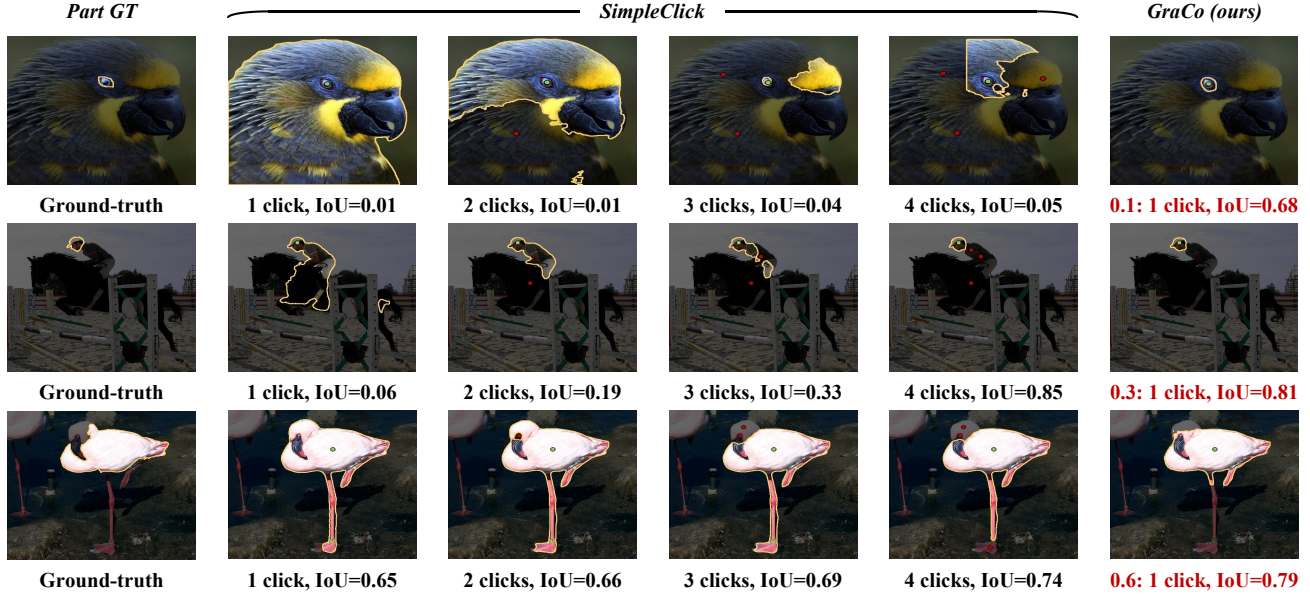 Part GT SimpleClick GraCo (ours)
Ground-truth 1 click, IoU=0.01 2 clicks, IoU=0.01 3 clicks, IoU=0.04 4 clicks, IoU=0.05 0.1: 1 click, IoU=0.68
Ground-truth 1 click, IoU=0.06 2 clicks, IoU=0.19 3 clicks, IoU=0.33 4 clicks, IoU=0.85 0.3: 1 click, IoU=0.81
Ground-truth 1 click, IoU=0.65 2 clicks, IoU=0.66 3 clicks, IoU=0.69 4 clicks, IoU=0.74 0.6: 1 click, IoU=0.79